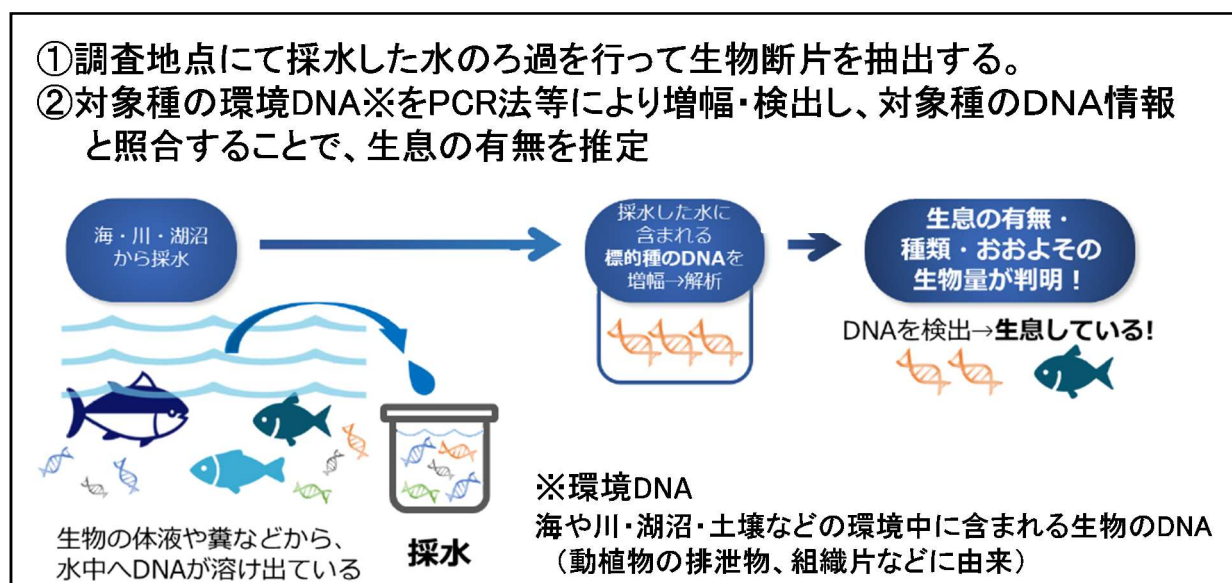 ①調査地点にて採水した水のろ過を行って生物断片を抽出する。
②対象種の環境DNA※をPCR法等により増幅・検出し、対象種のDNA情報
と照合することで、生息の有無を推定
海・川・湖沼
から採水
採水した水に
含まれる
標的種のDNAを
増幅→解析
生息の有無・
種類・おおよその
生物量が判明！
DNAを検出→生息している!
生物の体液や糞などから、
水中へDNAが溶け出ている
採水
※環境DNA
海や川・湖沼・土壌などの環境中に含まれる生物のDNA
（動植物の排泄物、組織片などに由来）